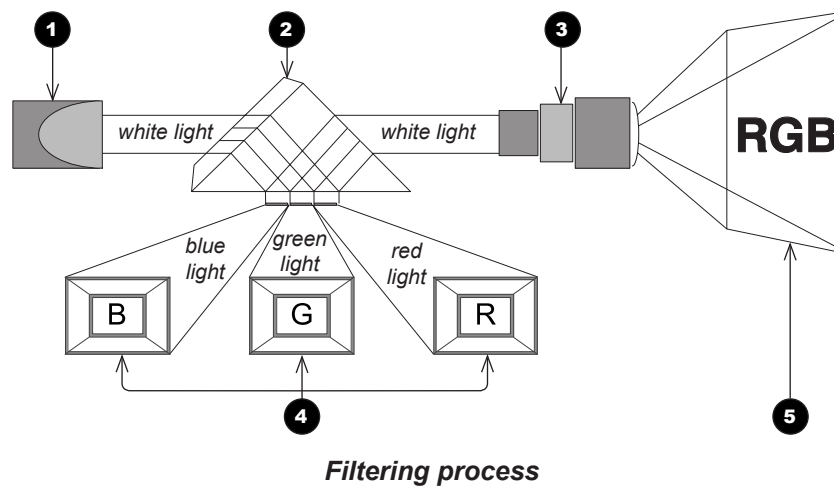 1
2
3
white light
white light
RGB
blue
light
green
light
red
light
B
G
R
4
5
Filtering process